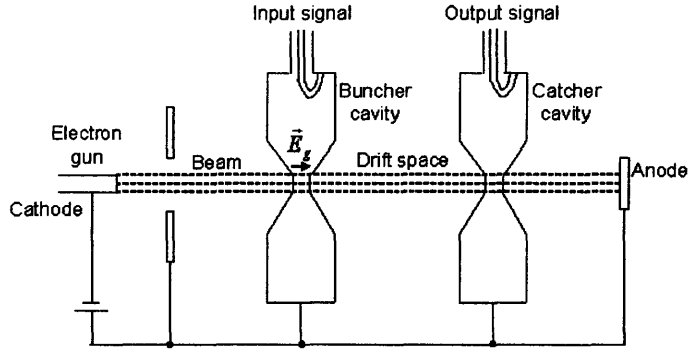 Input signal
Output signal
Buncher
cavity
Catcher
cavity
Electron
gun
E⃗g
Beam
Drift space
Anode
Cathode